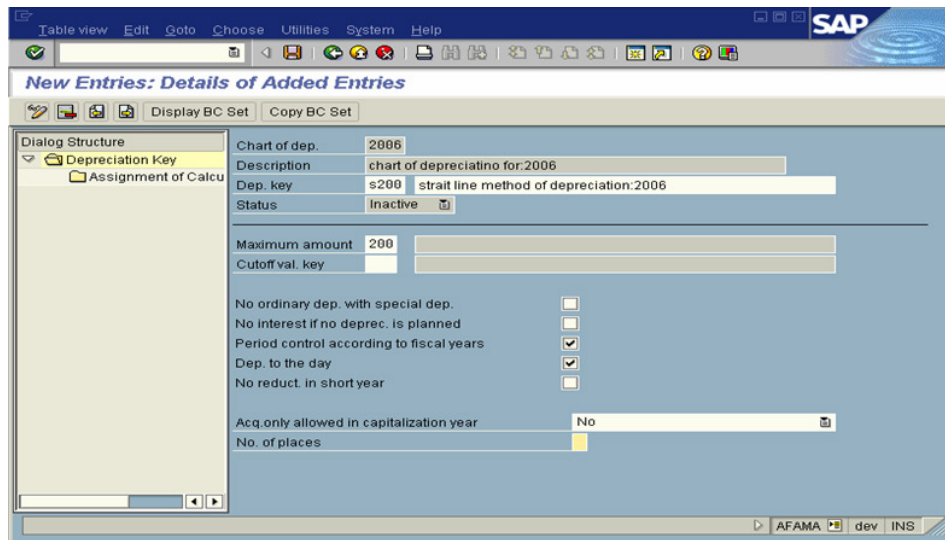 Table view Edit Goto Choose Utilities System Help
SAP
New Entries: Details of Added Entries
Display BC Set Copy BC Set
Dialog Structure
Depreciation Key
Assignment of Calcu
Chart of dep. 2006
Description chart of depreciatino for:2006
Dep. key s200 strait line method of depreciation:2006
Status Inactive
Maximum amount 200
Cutoff val. key
No ordinary dep. with special dep.
No interest if no deprec. is planned
Period control according to fiscal years
Dep. to the day
No reduct. in short year
Acq.only allowed in capitalization year No
No. of places
AFAMA dev INS